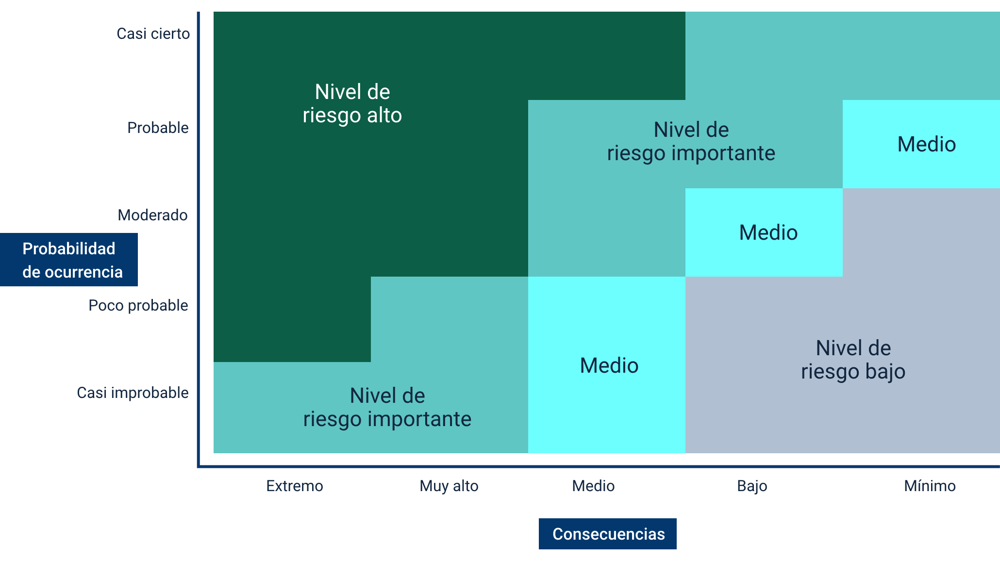 Casi cierto
Nivel de
riesgo alto
Probable
Nivel de
riesgo importante
Medio
Moderado
Medio
Probabilidad
de ocurrencia
Poco probable
Medio
Nivel de
riesgo bajo
Casi improbable
Nivel de
riesgo importante
Extremo
Muy alto
Medio
Bajo
Mínimo
Consecuencias